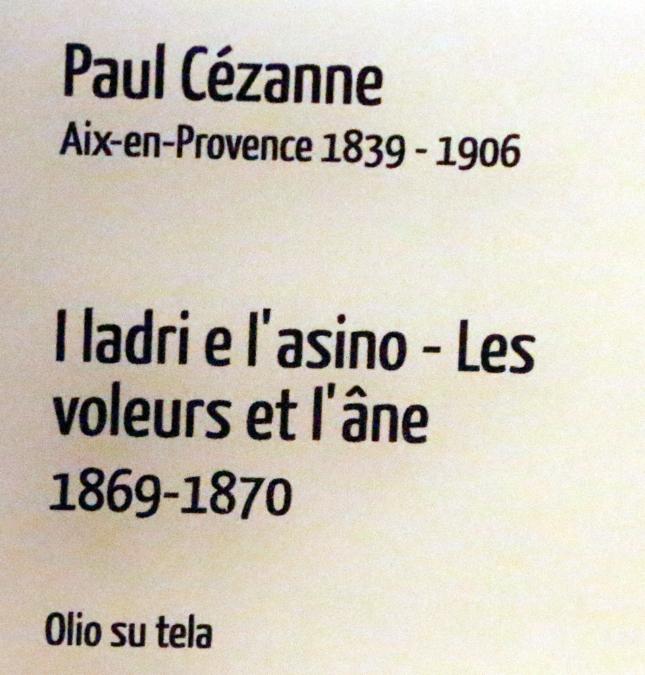 Paul Cézanne
Aix-en-Provence 1839 - 1906
I ladri e l'asino - Les
voleurs et l'âne
1869-1870
Olio su tela